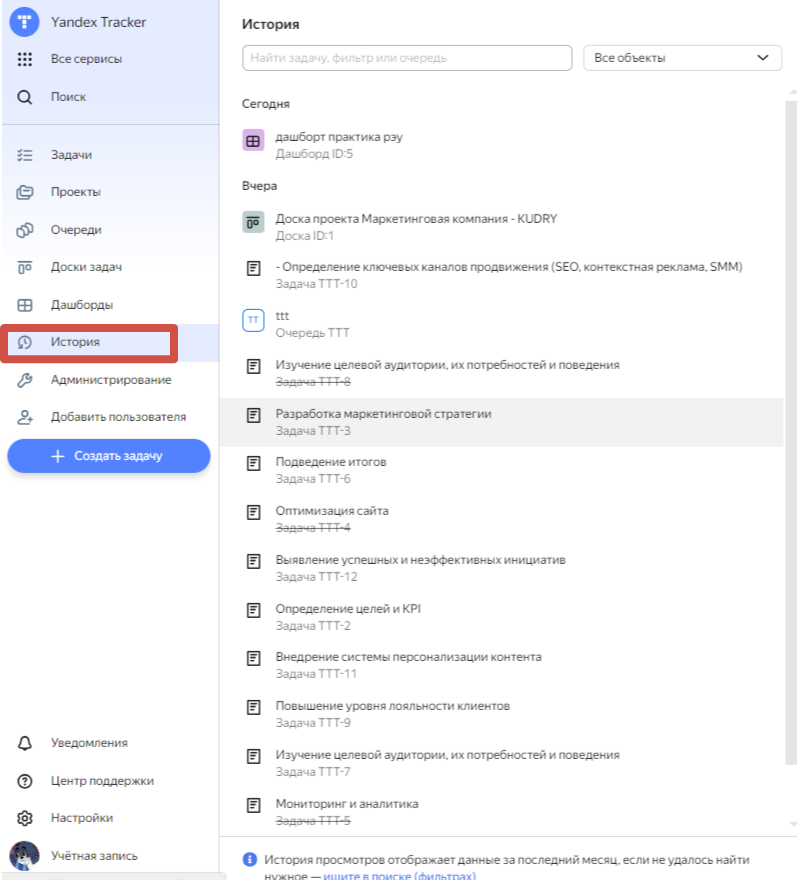 Yandex Tracker
Все сервисы
Поиск
Задачи
Проекты
Очереди
Доски задач
Дашборды
История
Администрирование
Добавить пользователя
Создать задачу
Уведомления
Центр поддержки
Настройки
Учётная запись
История
Найти задачу, фильтр или очередь
Все объекты
Сегодня
дашборт практика рэу
Дашборд ID:5
Вчера
Доска проекта Маркетинговая компания - KUDRY
Доска ID:1
- Определение ключевых каналов продвижения (SEO, контекстная реклама, SMM)
Задача TTT-10
TT
ttt
Очередь TTT
Изучение целевой аудитории, их потребностей и поведения
Задача TTT-8
Разработка маркетинговой стратегии
Задача TTT-3
Подведение итогов
Задача TTT-6
Оптимизация сайта
Задача TTT-4
Выявление успешных и неэффективных инициатив
Задача TTT-12
Определение целей и KPI
Задача TTT-2
Внедрение системы персонализации контента
Задача TTT-11
Повышение уровня лояльности клиентов
Задача TTT-9
Изучение целевой аудитории, их потребностей и поведения
Задача TTT-7
Мониторинг и аналитика
Задача TTT-5
История просмотров отображает данные за последний месяц, если не удалось найти
нужное — ищите в поиске (фильтрах)